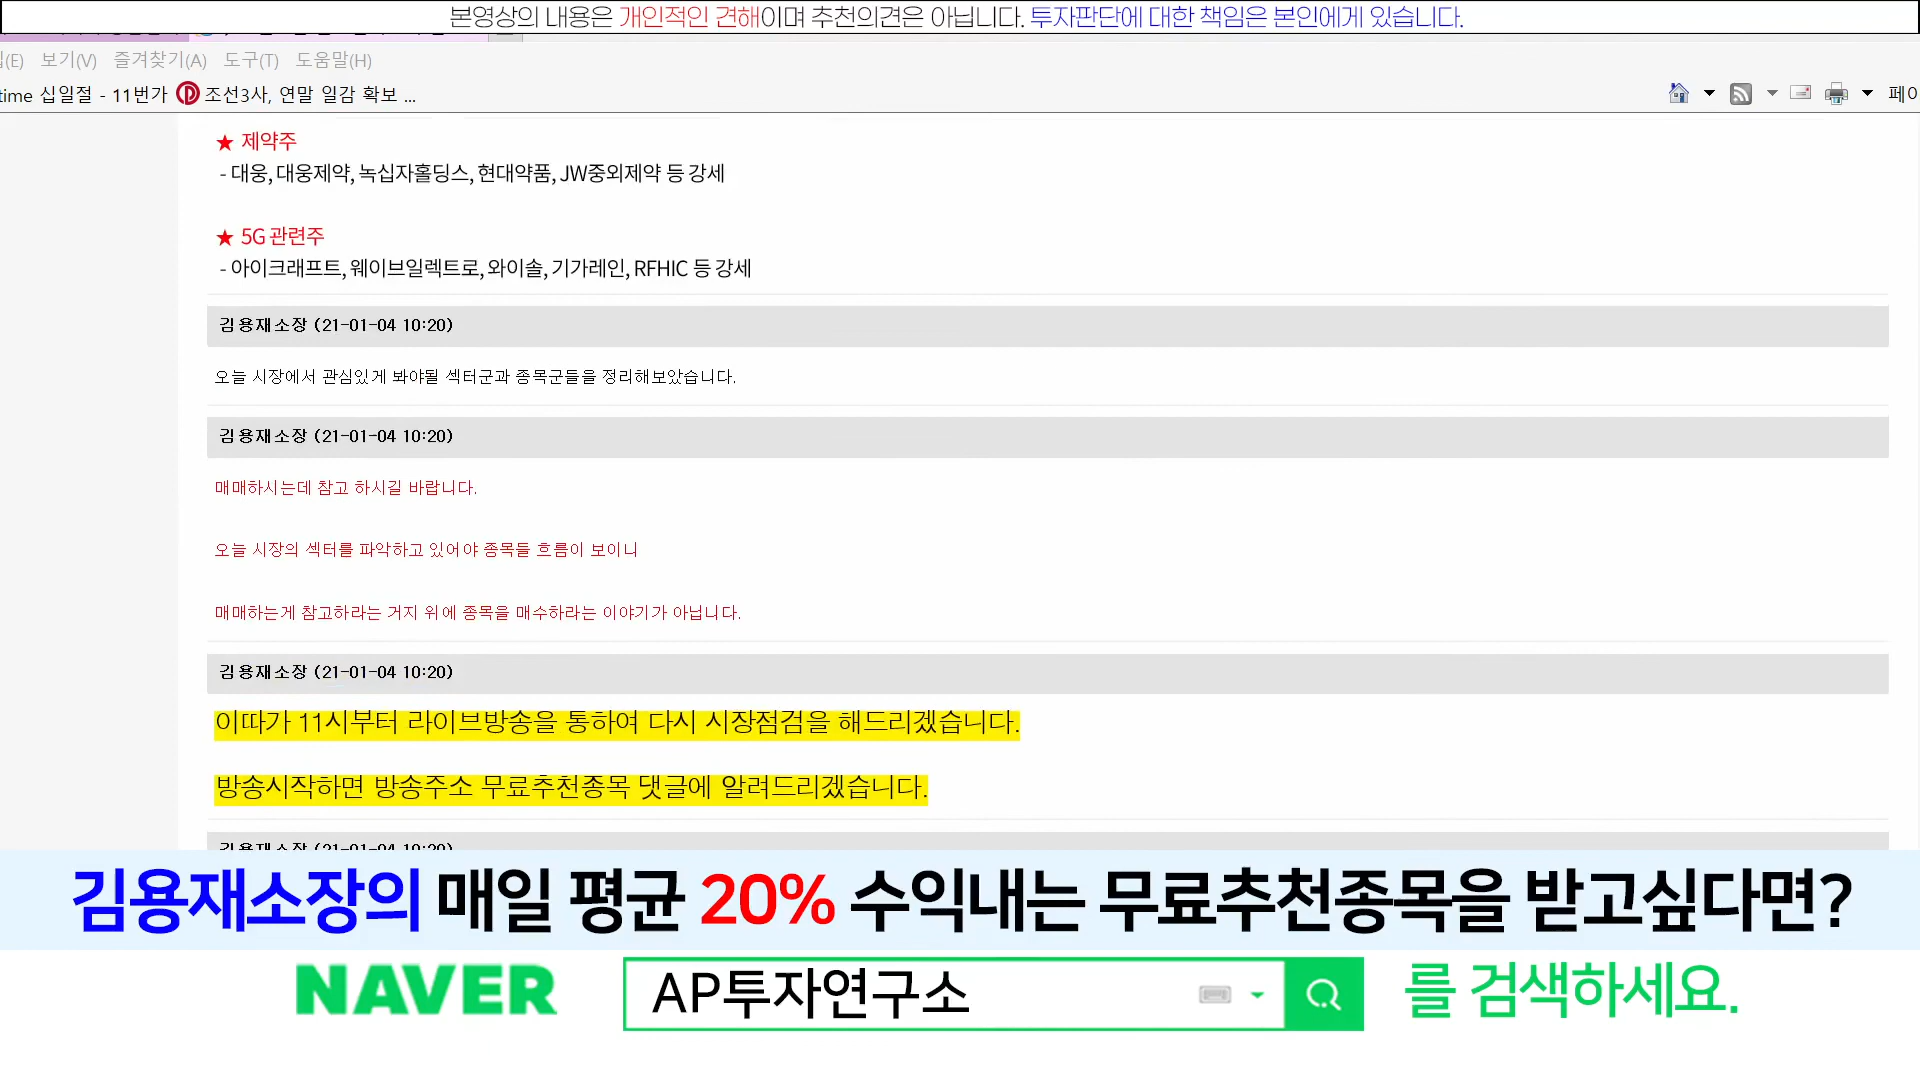 본영상의 내용은 개인적인 견해이며 추천의견은 아닙니다. 투자판단에 대한 책임은 본인에게 있습니다.
(E) 보기(V) 즐겨찾기(A) 도구(T) 도움말(H)
time 십일절 - 11번가 조선3사, 연말 일감 확보 ...
페이
★ 제약주
- 대웅, 대웅제약, 녹십자홀딩스, 현대약품, JW중외제약 등 강세
★ 5G 관련주
- 아이크래프트, 웨이브일렉트로, 와이솔, 기가레인, RFHIC 등 강세
김용재소장 (21-01-04 10:20)
오늘 시장에서 관심있게 봐야될 섹터군과 종목군들을 정리해보았습니다.
김용재소장 (21-01-04 10:20)
매매하시는데 참고 하시길 바랍니다.
오늘 시장의 섹터를 파악하고 있어야 종목들 흐름이 보이니
매매하는게 참고하라는 거지 위에 종목을 매수하라는 이야기가 아닙니다.
김용재소장 (21-01-04 10:20)
이따가 11시부터 라이브방송을 통하여 다시 시장점검을 해드리겠습니다.
방송시작하면 방송주소 무료추천종목 댓글에 알려드리겠습니다.
김용재소장 (21-01-04 10:20)
김용재소장의 매일 평균 20% 수익내는 무료추천종목을 받고싶다면?
NAVER AP투자연구소 를 검색하세요.